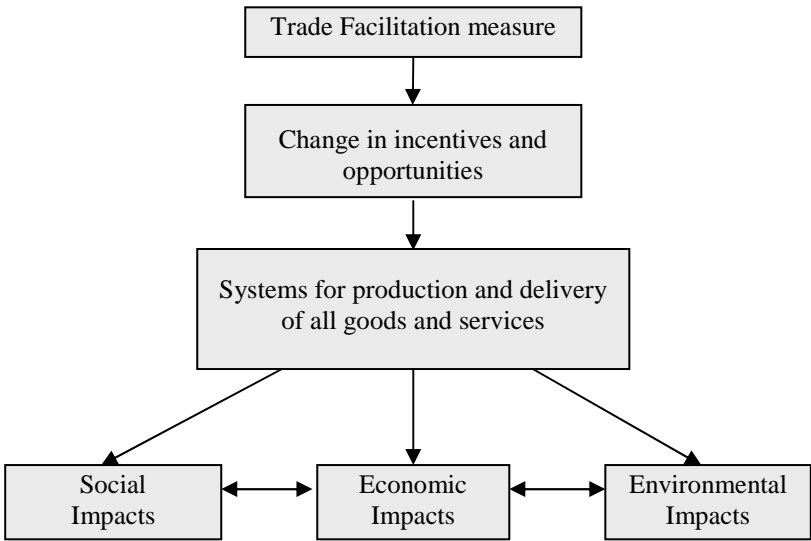 Trade Facilitation measure
Change in incentives and
opportunities
Systems for production and delivery
of all goods and services
Social
Impacts
Economic
Impacts
Environmental
Impacts